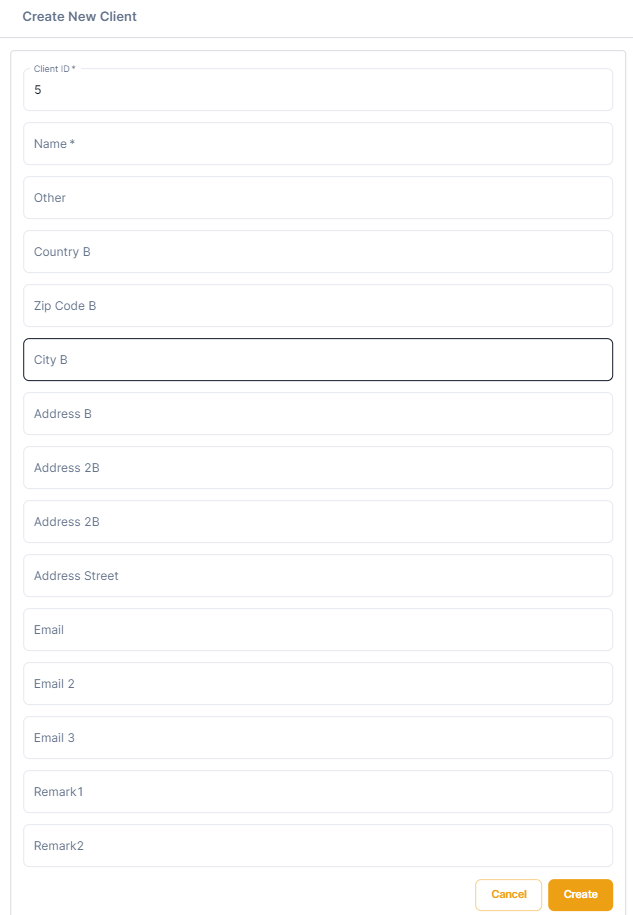 Create New Client
Client ID *
5
Name *
Other
Country B
Zip Code B
City B
Address B
Address 2B
Address 2B
Address Street
Email
Email 2
Email 3
Remark1
Remark2
Cancel Create